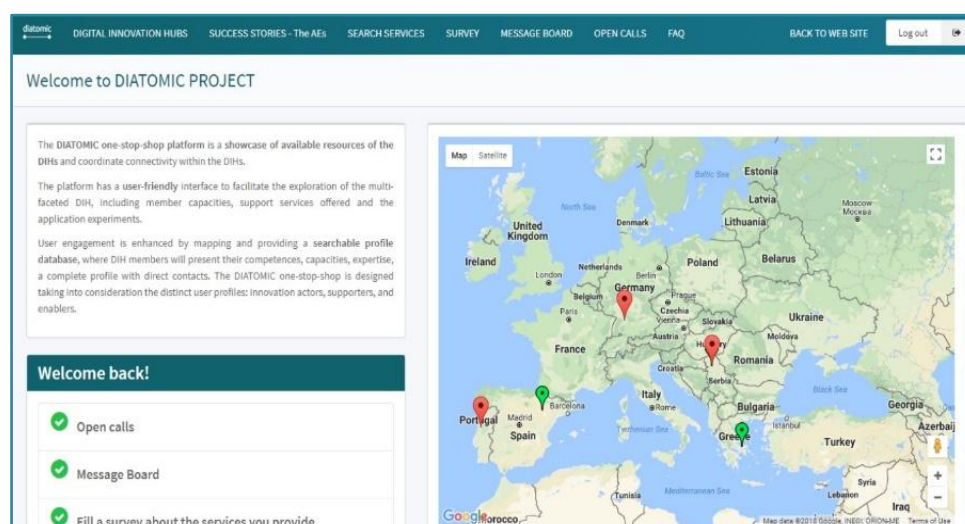 diatomic
DIGITAL INNOVATION HUBS
SUCCESS STORIES - The AEs
SEARCH SERVICES
SURVEY
MESSAGE BOARD
OPEN CALLS
FAQ
BACK TO WEB SITE
Log out
Welcome to DIATOMIC PROJECT
The DIATOMIC one-stop-shop platform is a showcase of available resources of the
DIHs and coordinate connectivity within the DIHs.
The platform has a user-friendly interface to facilitate the exploration of the multi-
faceted DIH, including member capacities, support services offered and the
application experiments.
User engagement is enhanced by mapping and providing a searchable profile
database, where DIH members will present their competences, capacities, expertise,
a complete profile with direct contacts. The DIATOMIC one-stop-shop is designed
taking into consideration the distinct user profiles: innovation actors, supporters, and
enablers.
Welcome back!
Open calls
Message Board
Fill a survey about the services you provide
Map
Satellite
Baltic Sea
Estonia
Latvia
Moscow
Москва
North Sea
Denmark
Lithuania
United
Kingdom
Ireland
London
Netherlands
Berlin
Poland
Belarus
Belgium
Germany
Prague
Paris
Czechia
Vienna
Slovakia
Ukraine
Austria
Moldova
France
Romania
Croatia
Serbia
Italy
Rome
Bulgaria
Black Sea
Georgia
Barcelona
Madrid
Spain
Tyrrhenian Sea
Istanbul
Azerbaij
Turkey
Syria
Lebanon
Iraq
Tunisia
Mediterranean Sea
Google
orocco
Map data ©2018 Google, INEGI, ORION-ME
Terms of Use